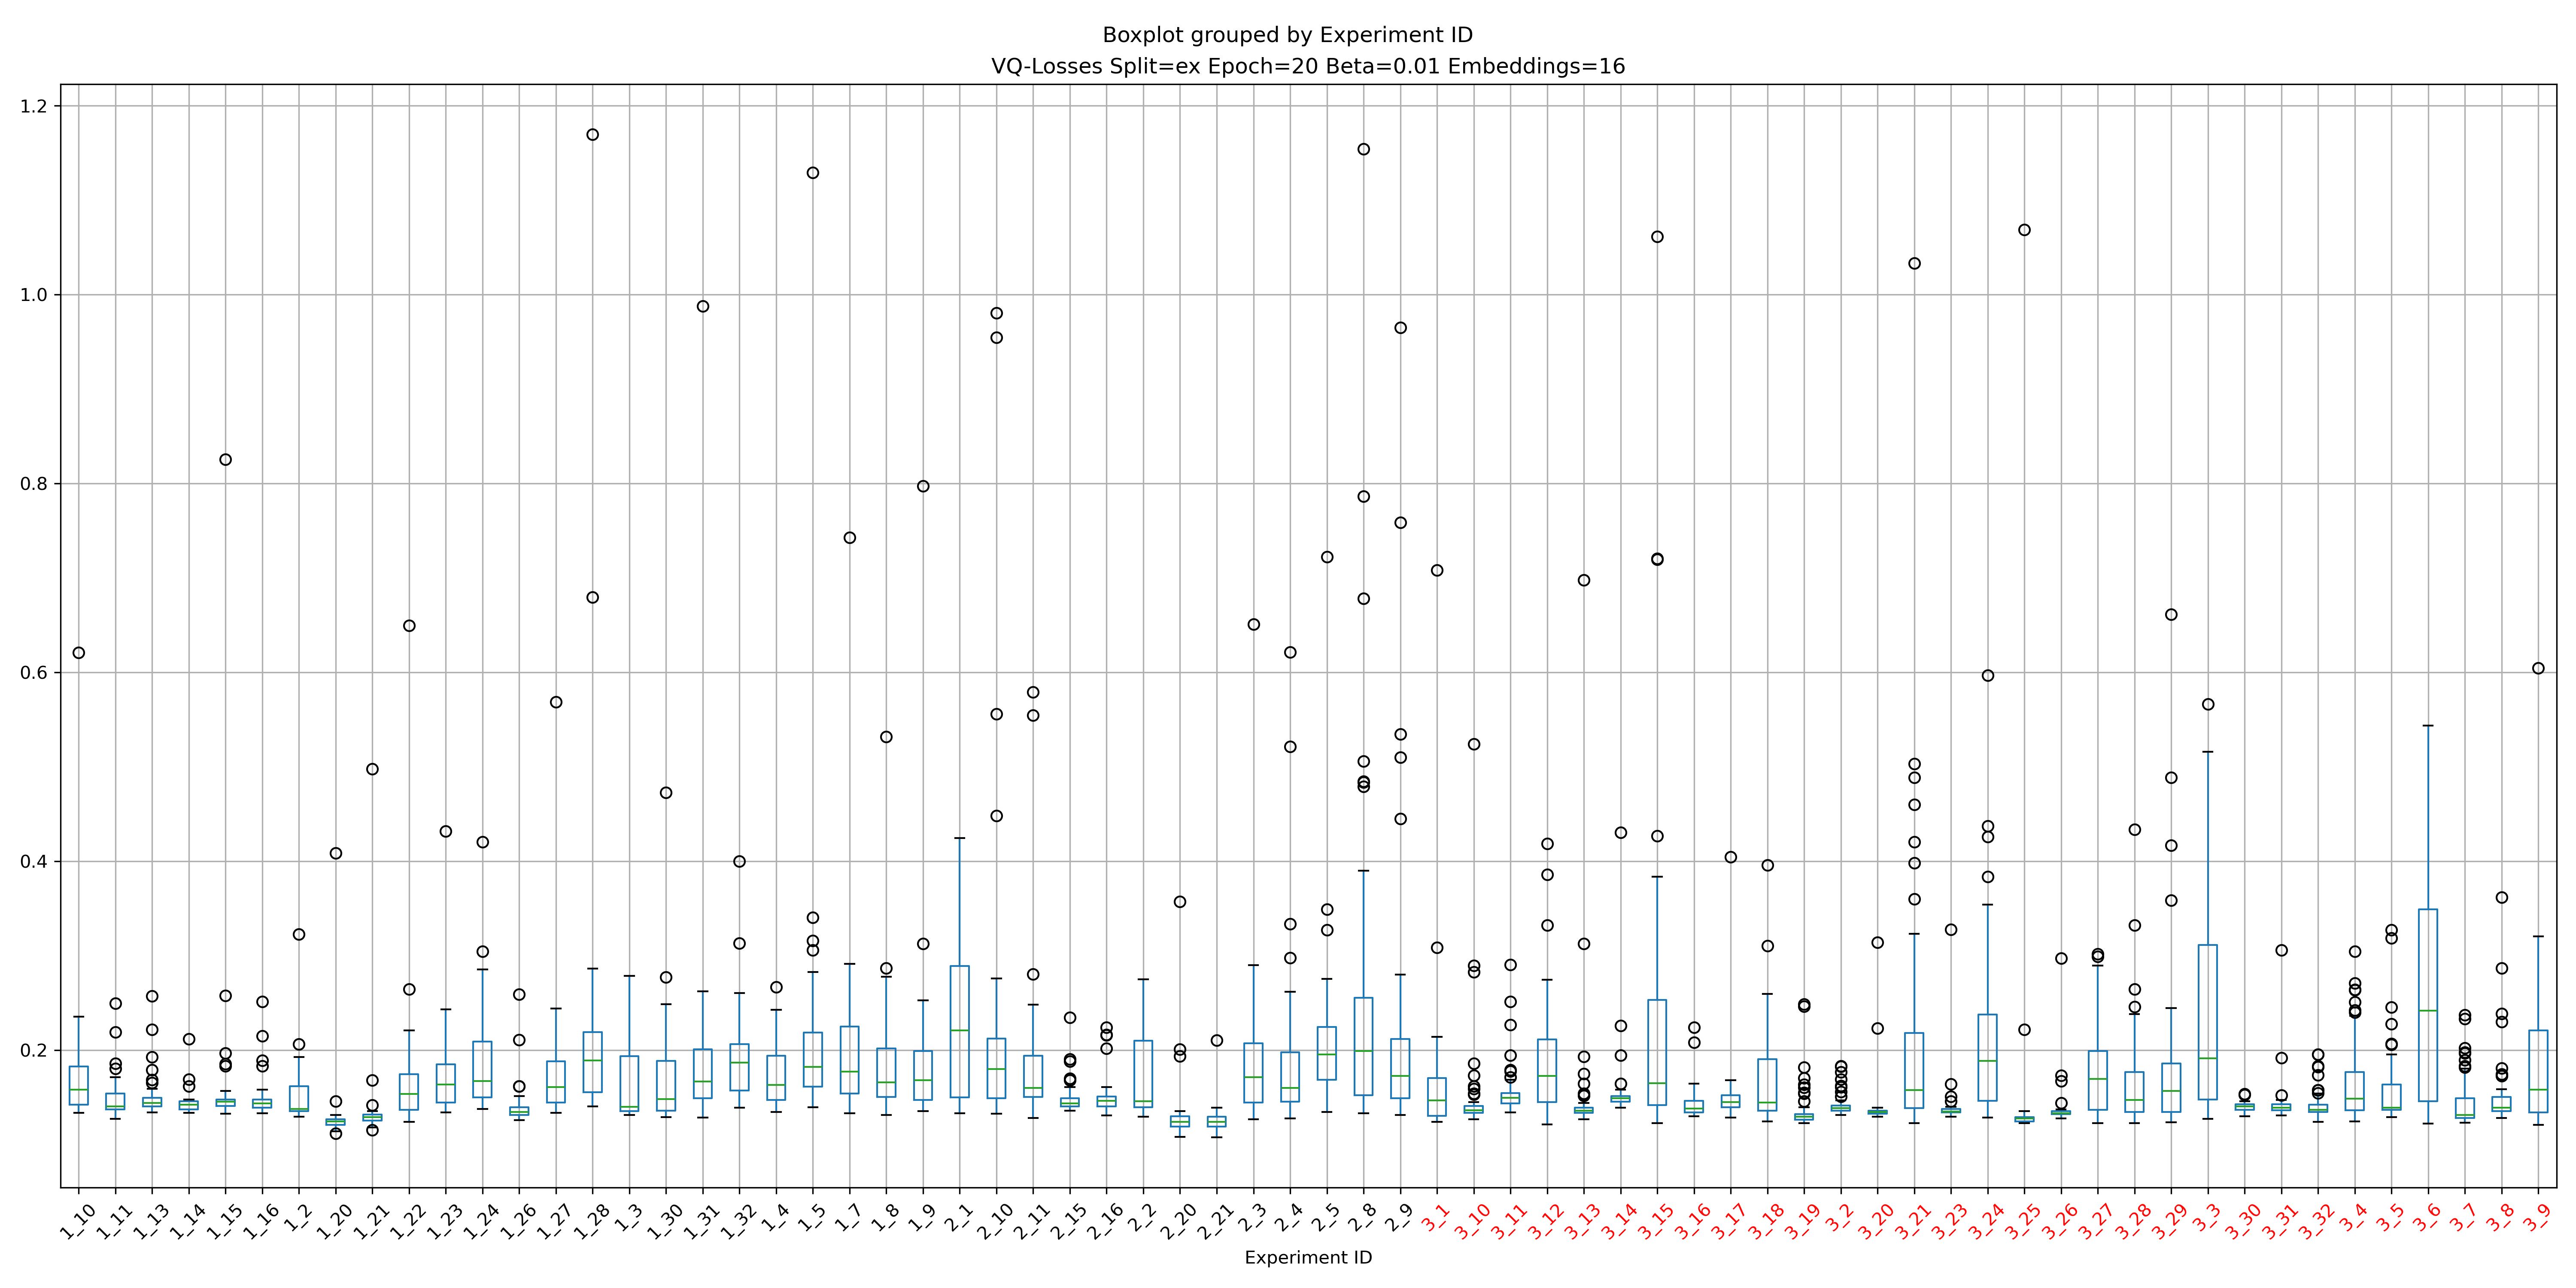 Boxplot grouped by Experiment ID
VQ-Losses Split=ex Epoch=20 Beta=0.01 Embeddings=16
1.2
1.0
0.8
0.6
0.4
0.2
1_10 1_11 1_13 1_14 1_15 1_16 1_2 1_20 1_21 1_22 1_23 1_24 1_26 1_27 1_28 1_3 1_30 1_31 1_32 1_4 1_5 1_7 1_8 1_9 2_1 2_10 2_11 2_15 2_16 2_2 2_20 2_21 2_3 2_4 2_5 2_8 2_9 3_1 3_10 3_11 3_12 3_13 3_14 3_15 3_16 3_17 3_18 3_19 3_2 3_20 3_21 3_23 3_24 3_25 3_26 3_27 3_28 3_29 3_3 3_30 3_31 3_32 3_4 3_5 3_6 3_7 3_8 3_9
Experiment ID